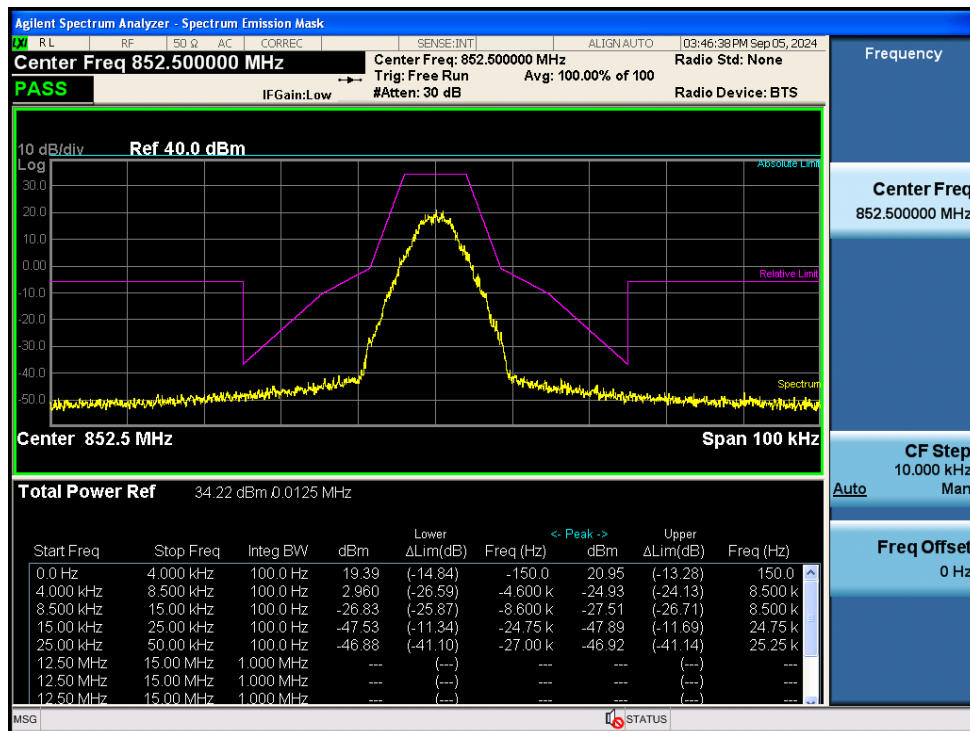 Agilent Spectrum Analyzer - Spectrum Emission Mask
LXI RL RF 50 Ω AC CORREC SENSE:INT ALIGNAUTO 03:46:38 PM Sep 05, 2024
Center Freq 852.500000 MHz
Center Freq: 852.500000 MHz
Radio Std: None
Trig: Free Run Avg: 100.00% of 100
PASS
IFGain:Low
#Atten: 30 dB
Radio Device: BTS
10 dB/div Ref 40.0 dBm
Log
Absolute Limit
30.0
20.0
10.0
0.00
Relative Limit
-10.0
-20.0
-30.0
-40.0
Spectrum
-50.0
Center 852.5 MHz Span 100 kHz
Total Power Ref 34.22 dBm / 0.0125 MHz
Lower <- Peak -> Upper
Start Freq Stop Freq Integ BW dBm ΔLim(dB) Freq (Hz) dBm ΔLim(dB) Freq (Hz)
0.0 Hz 4.000 kHz 100.0 Hz 19.39 (-14.84) -150.0 20.95 (-13.28) 150.0
4.000 kHz 8.500 kHz 100.0 Hz 2.960 (-26.59) -4.600 k -24.93 (-24.13) 8.500 k
8.500 kHz 15.00 kHz 100.0 Hz -26.83 (-25.87) -8.600 k -27.51 (-26.71) 8.500 k
15.00 kHz 25.00 kHz 100.0 Hz -47.53 (-11.34) -24.75 k -47.89 (-11.69) 24.75 k
25.00 kHz 50.00 kHz 100.0 Hz -46.88 (-41.10) -27.00 k -46.92 (-41.14) 25.25 k
12.50 MHz 15.00 MHz 1.000 MHz --- (---) --- --- (---) ---
12.50 MHz 15.00 MHz 1.000 MHz --- (---) --- --- (---) ---
12.50 MHz 15.00 MHz 1.000 MHz --- (---) --- --- (---) ---
MSG STATUS
Frequency
Center Freq
852.500000 MHz
CF Step
10.000 kHz
Auto Man
Freq Offset
0 Hz